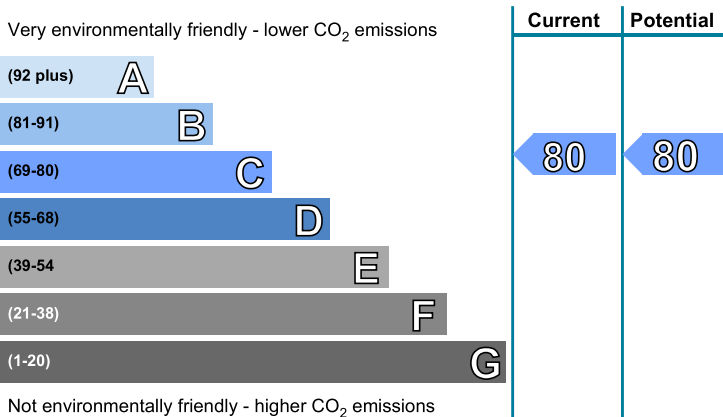 Current Potential
Very environmentally friendly - lower CO2 emissions
(92 plus) A
(81-91) B
(69-80) C
80 80
(55-68) D
(39-54 E
(21-38) F
(1-20) G
Not environmentally friendly - higher CO2 emissions